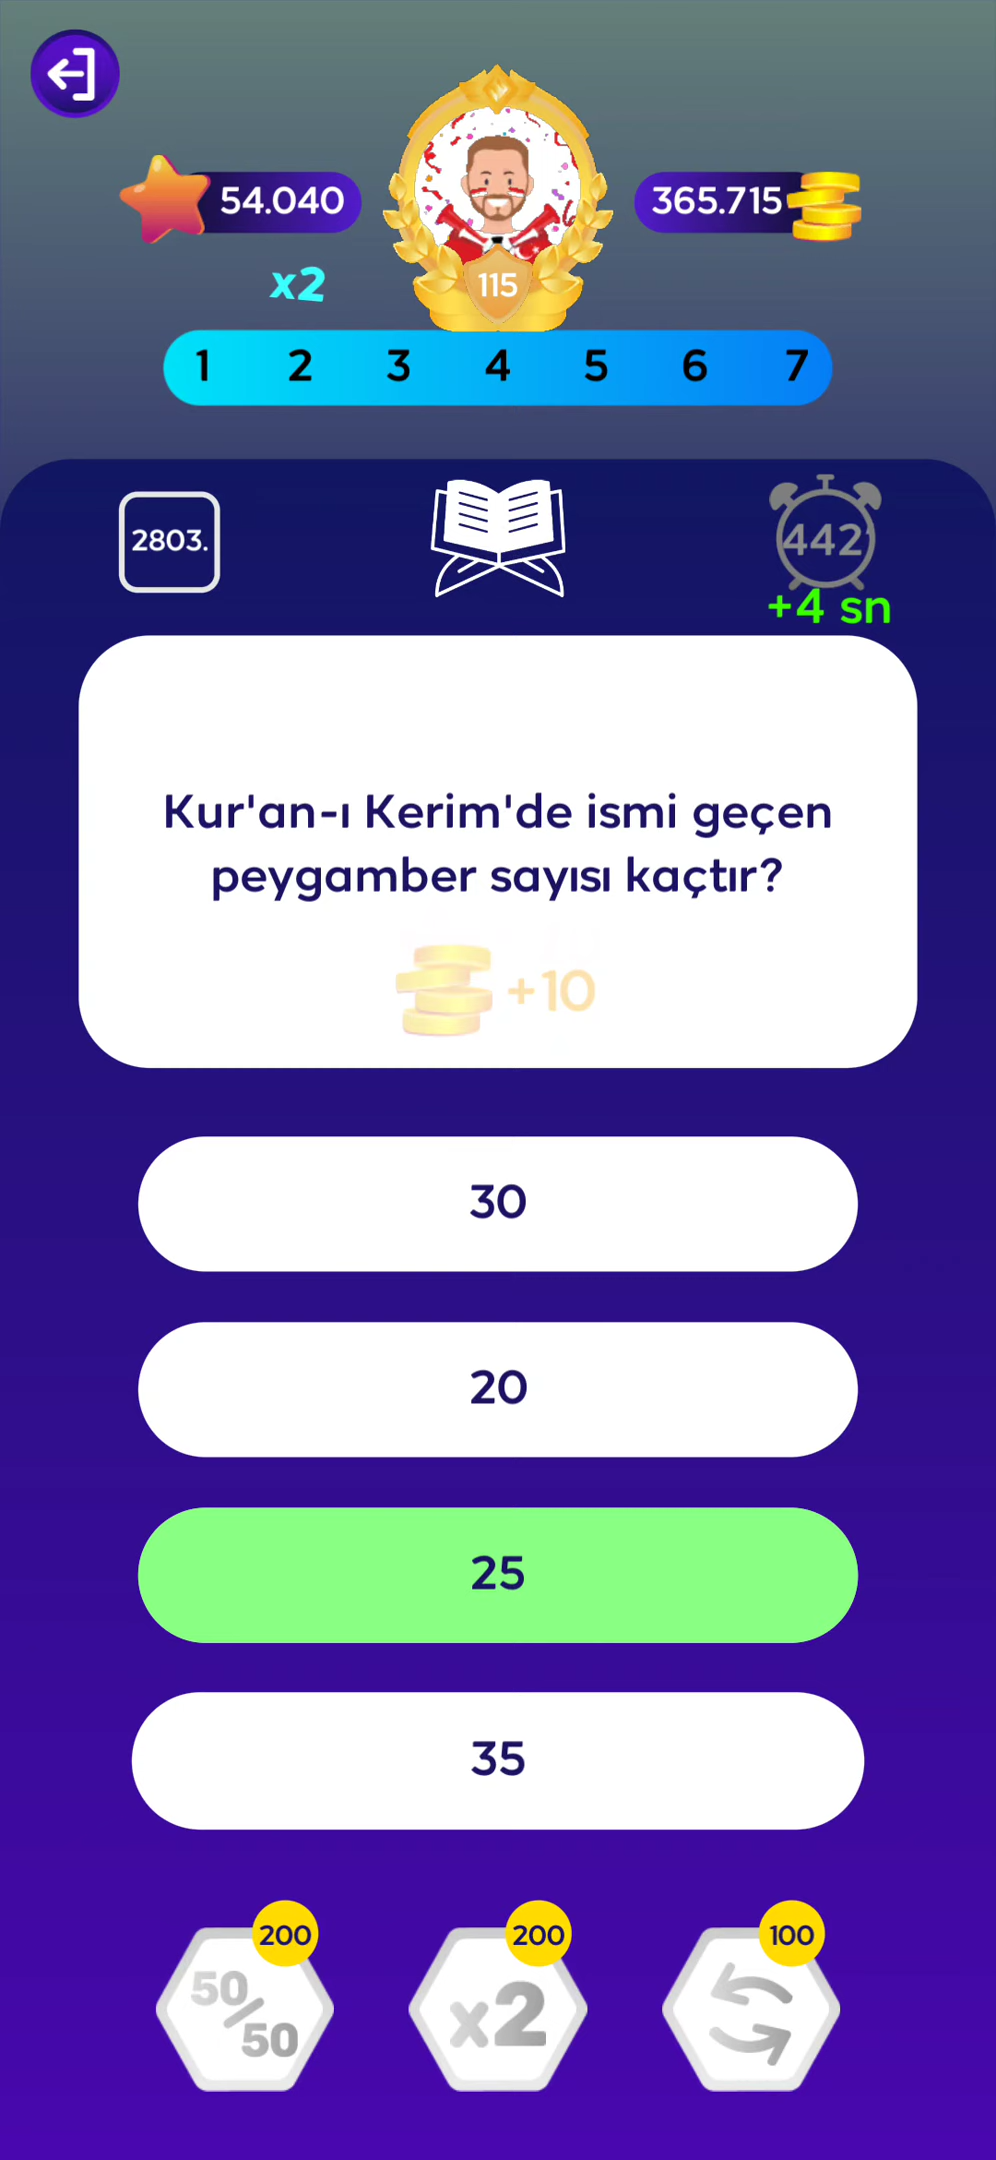 54.040
365.715
x2
115
1 2 3 4 5 6 7
2803.
442
+4 sn
Kur'an-ı Kerim'de ismi geçen
peygamber sayısı kaçtır?
+10
30
20
25
35
200
200
100
50/50
x2